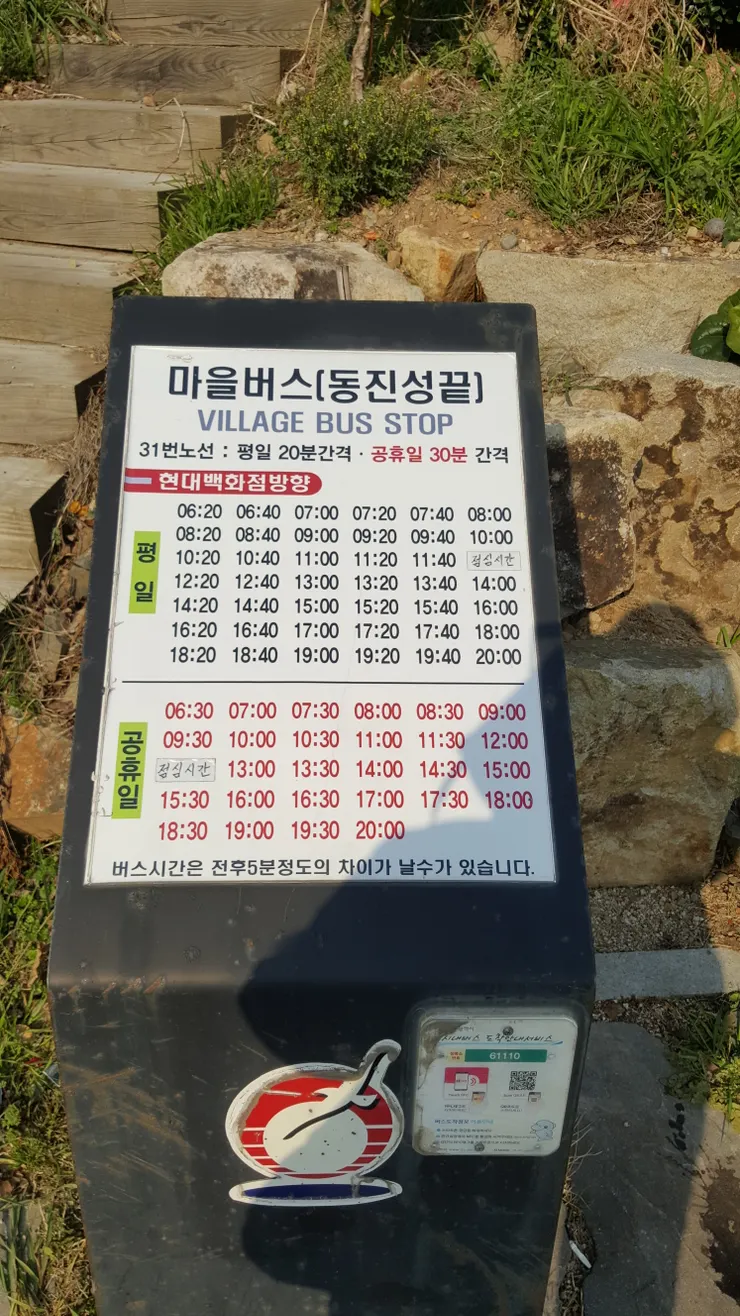 마을버스(동진성끝)
VILLAGE BUS STOP
31번노선 : 평일 20분간격 · 공휴일 30분 간격
현대백화점방향
평일
06:20 06:40 07:00 07:20 07:40 08:00
08:20 08:40 09:00 09:20 09:40 10:00
10:20 10:40 11:00 11:20 11:40 점심시간
12:20 12:40 13:00 13:20 13:40 14:00
14:20 14:40 15:00 15:20 15:40 16:00
16:20 16:40 17:00 17:20 17:40 18:00
18:20 18:40 19:00 19:20 19:40 20:00
공휴일
06:30 07:00 07:30 08:00 08:30 09:00
09:30 10:00 10:30 11:00 11:30 12:00
점심시간 13:00 13:30 14:00 14:30 15:00
15:30 16:00 16:30 17:00 17:30 18:00
18:30 19:00 19:30 20:00
버스시간은 전후5분정도의 차이가 날수가 있습니다.
시내버스 도착안내서비스
61110